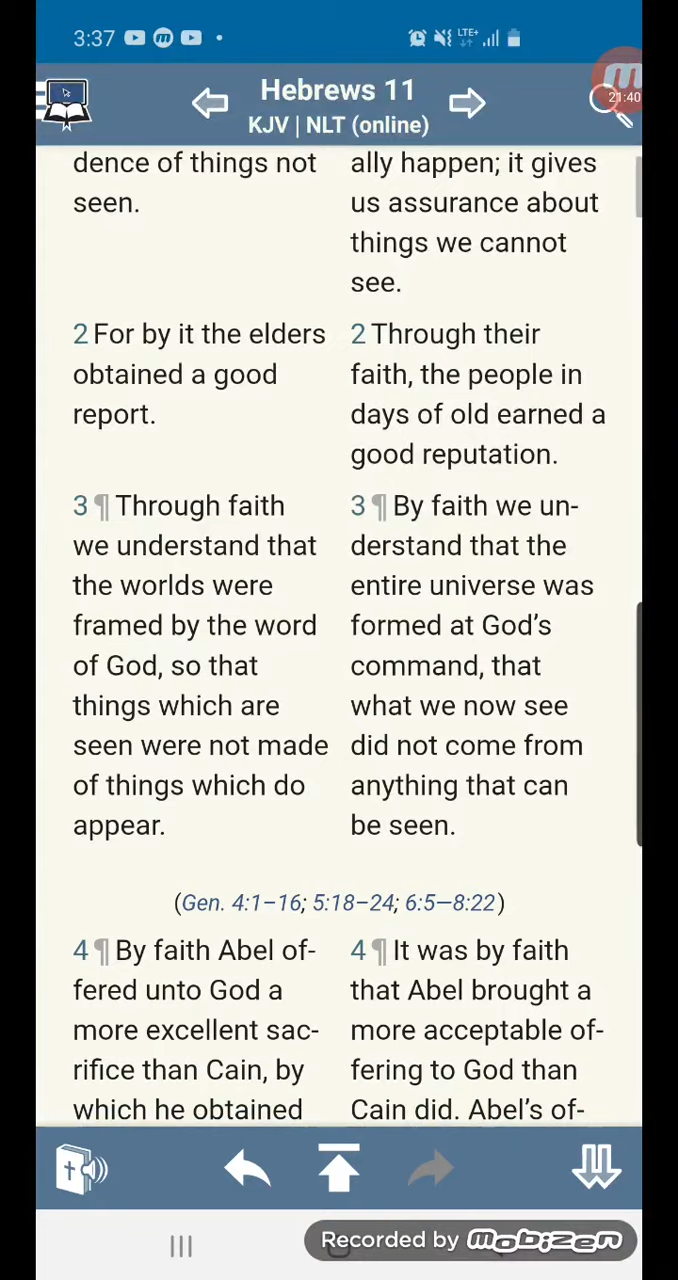 3:37
LTE+
Hebrews 11
KJV | NLT (online)
21:40
dence of things not
seen.
ally happen; it gives
us assurance about
things we cannot
see.
2 For by it the elders
obtained a good
report.
2 Through their
faith, the people in
days of old earned a
good reputation.
3 ¶ Through faith
we understand that
the worlds were
framed by the word
of God, so that
things which are
seen were not made
of things which do
appear.
3 ¶ By faith we un-
derstand that the
entire universe was
formed at God’s
command, that
what we now see
did not come from
anything that can
be seen.
(Gen. 4:1–16; 5:18–24; 6:5—8:22)
4 ¶ By faith Abel of-
fered unto God a
more excellent sac-
rifice than Cain, by
which he obtained
4 ¶ It was by faith
that Abel brought a
more acceptable of-
fering to God than
Cain did. Abel’s of-
Recorded by mobizen